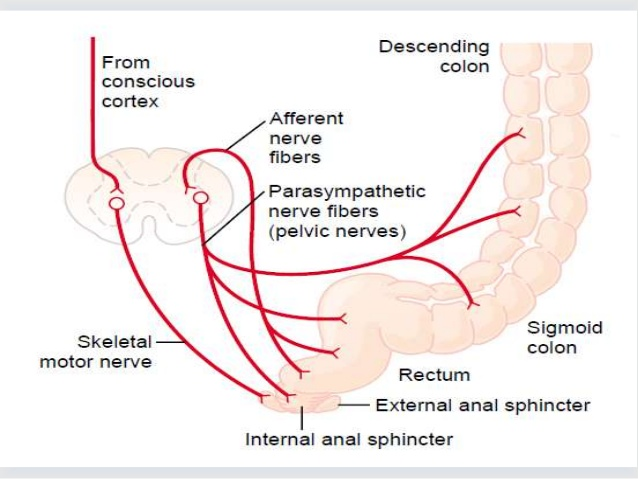 From
conscious
cortex
Descending
colon
Afferent
nerve
fibers
Parasympathetic
nerve fibers
(pelvic nerves)
Skeletal
motor nerve
Sigmoid
colon
Rectum
External anal sphincter
Internal anal sphincter